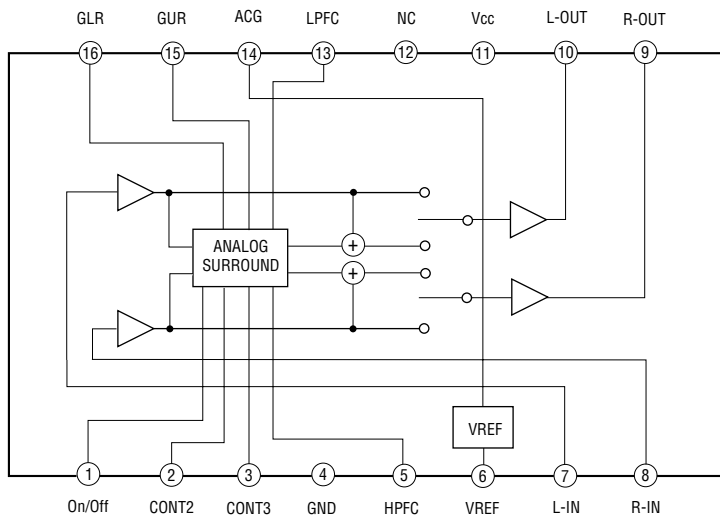 GLR GUR ACG LPFC NC Vcc L-OUT R-OUT
16 15 14 13 12 11 10 9
ANALOG
SURROUND
+
+
VREF
1 2 3 4 5 6 7 8
On/Off CONT2 CONT3 GND HPFC VREF L-IN R-IN